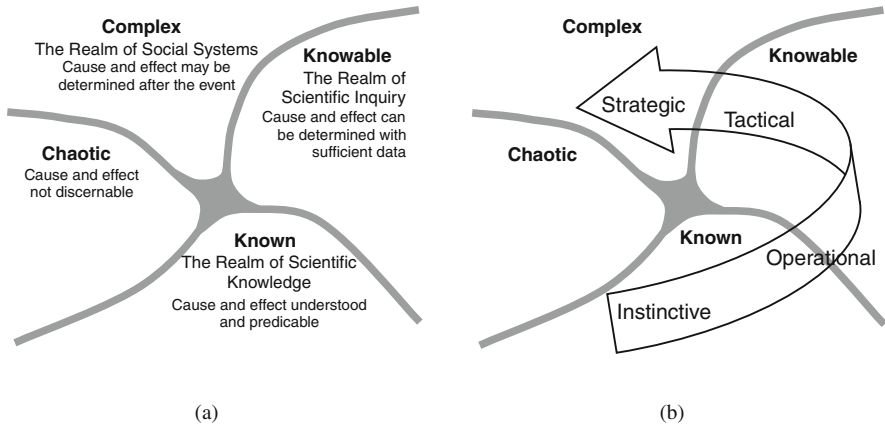 Complex
The Realm of Social Systems
Cause and effect may be
determined after the event
Knowable
The Realm of
Scientific Inquiry
Cause and effect can
be determined with
sufficient data
Chaotic
Cause and effect
not discernable
Known
The Realm of Scientific
Knowledge
Cause and effect understood
and predicable
(a)
Complex
Knowable
Strategic
Tactical
Chaotic
Known
Operational
Instinctive
(b)